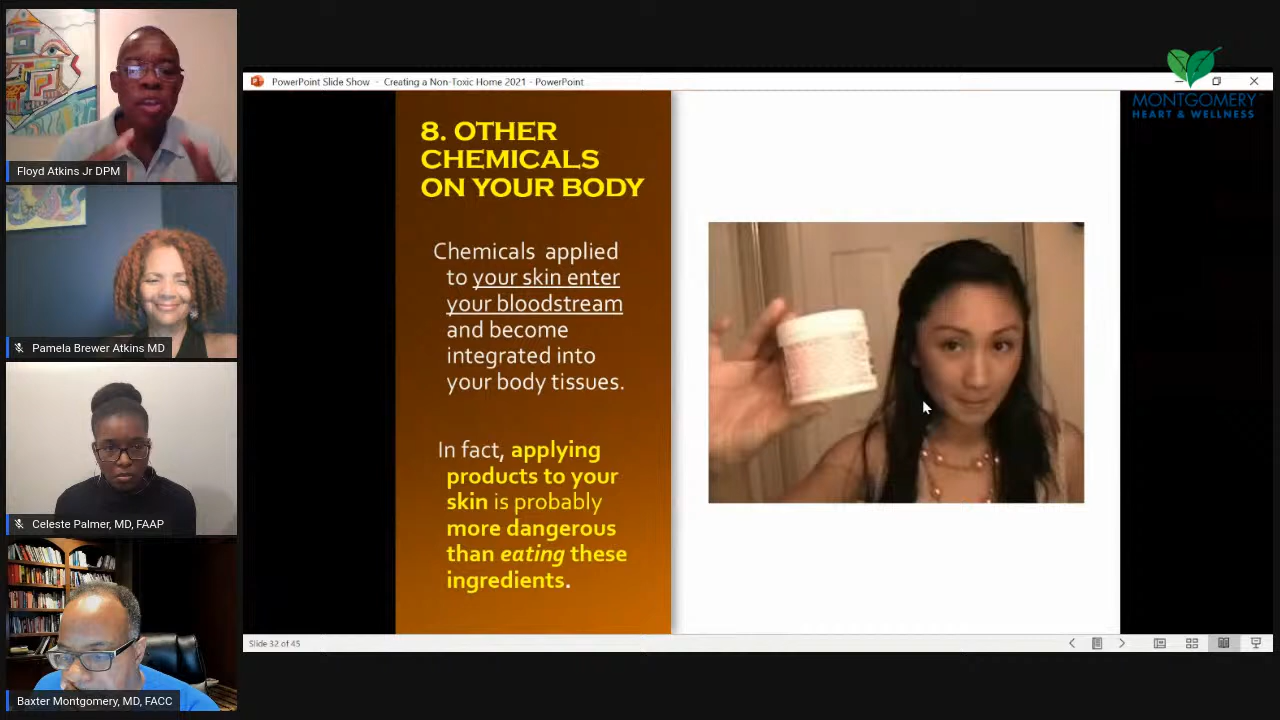 PowerPoint Slide Show - Creating a Non-Toxic Home 2021 - PowerPoint
MONTGOMERY
HEART & WELLNESS
8. OTHER
CHEMICALS
ON YOUR BODY
Chemicals applied
to your skin enter
your bloodstream
and become
integrated into
your body tissues.
In fact, applying
products to your
skin is probably
more dangerous
than eating these
ingredients.
Slide 32 of 45
Floyd Atkins Jr DPM
Pamela Brewer Atkins MD
Celeste Palmer, MD, FAAP
Baxter Montgomery, MD, FACC